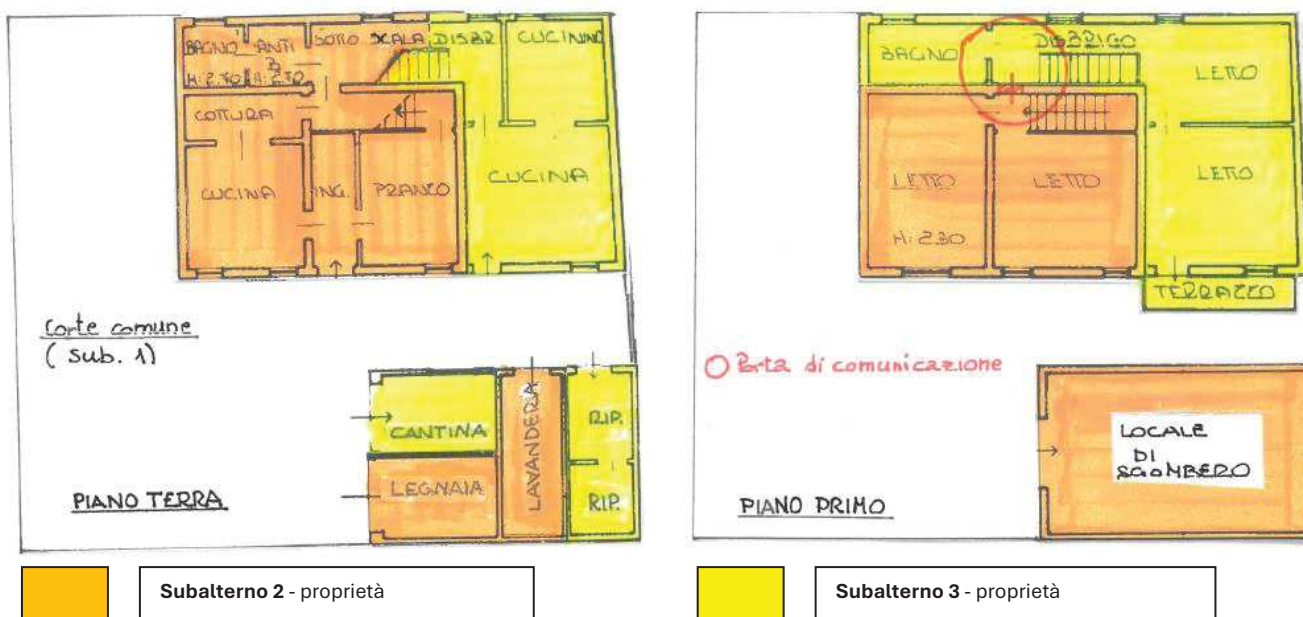 BAGNO ANTI SOTTO SCALA DISBR CUCININO
B
H: 2.70 H: 2.70
COTTURA
CUCINA ING. PRANZO CUCINA
Corte comune
(sub. 1)
CANTINA
LEGNAIA
LAVANDERIA
RIP.
RIP.
PIANO TERRA
BAGNO DISBRIGO LETTO
LETTO LETTO LETTO
H: 2.30
TERRAZZO
Porta di comunicazione
LOCALE
DI
SGOMBERO
PIANO PRIMO
Subalterno 2 - proprietà
Subalterno 3 - proprietà